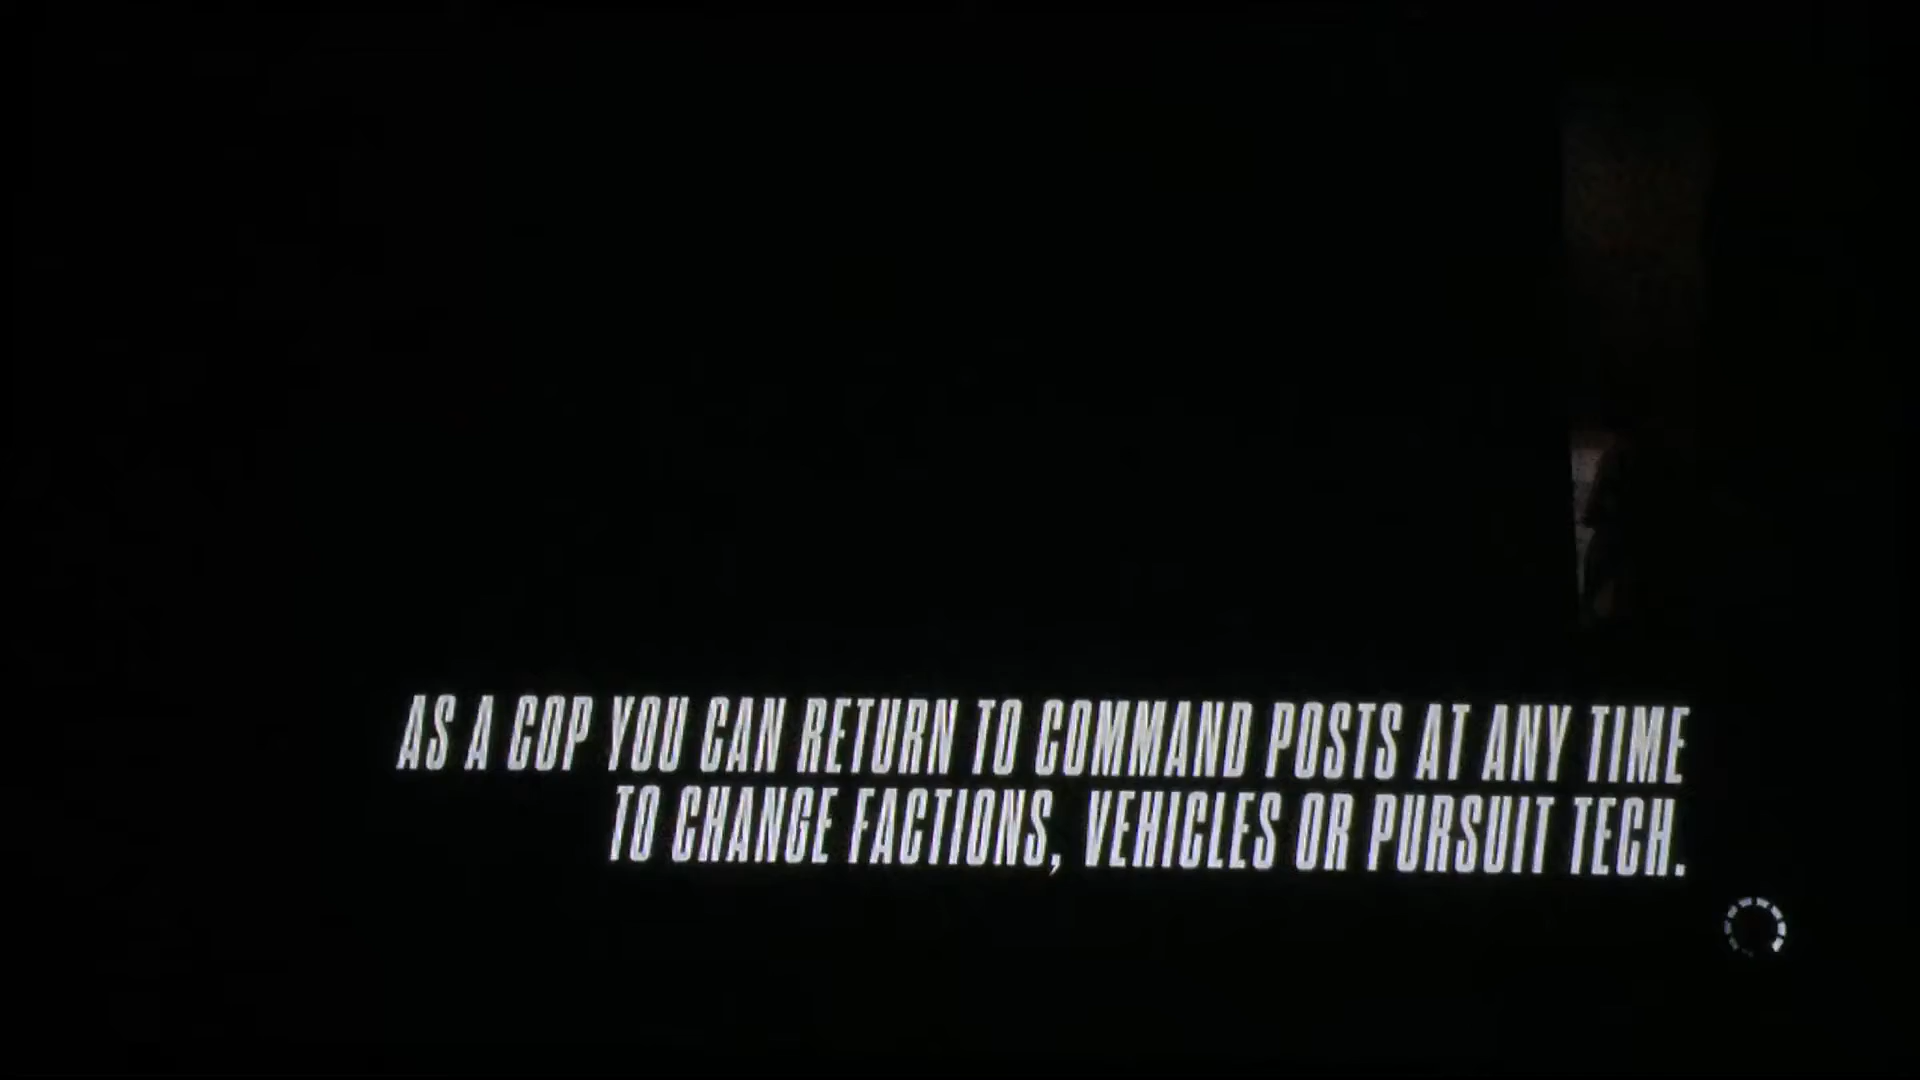 AS A COP YOU CAN RETURN TO COMMAND POSTS AT ANY TIME
TO CHANGE FACTIONS, VEHICLES OR PURSUIT TECH.